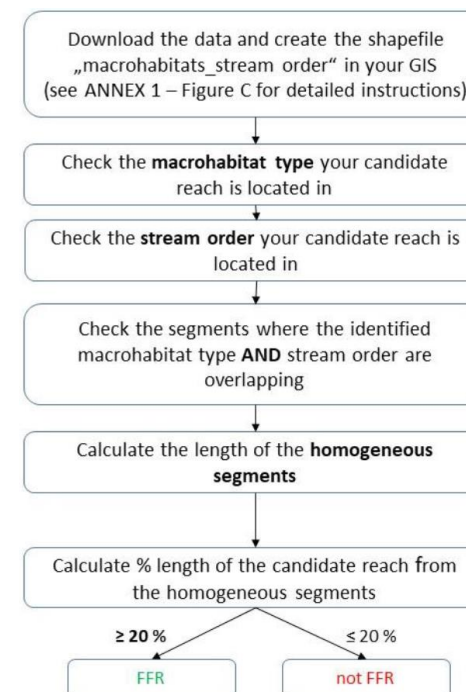 Download the data and create the shapefile
„macrohabitats_stream order“ in your GIS
(see ANNEX 1 – Figure C for detailed instructions)
Check the macrohabitat type your candidate
reach is located in
Check the stream order your candidate reach is
located in
Check the segments where the identified
macrohabitat type AND stream order are
overlapping
Calculate the length of the homogeneous
segments
Calculate % length of the candidate reach from
the homogeneous segments
≥ 20 %
≤ 20 %
FFR
not FFR